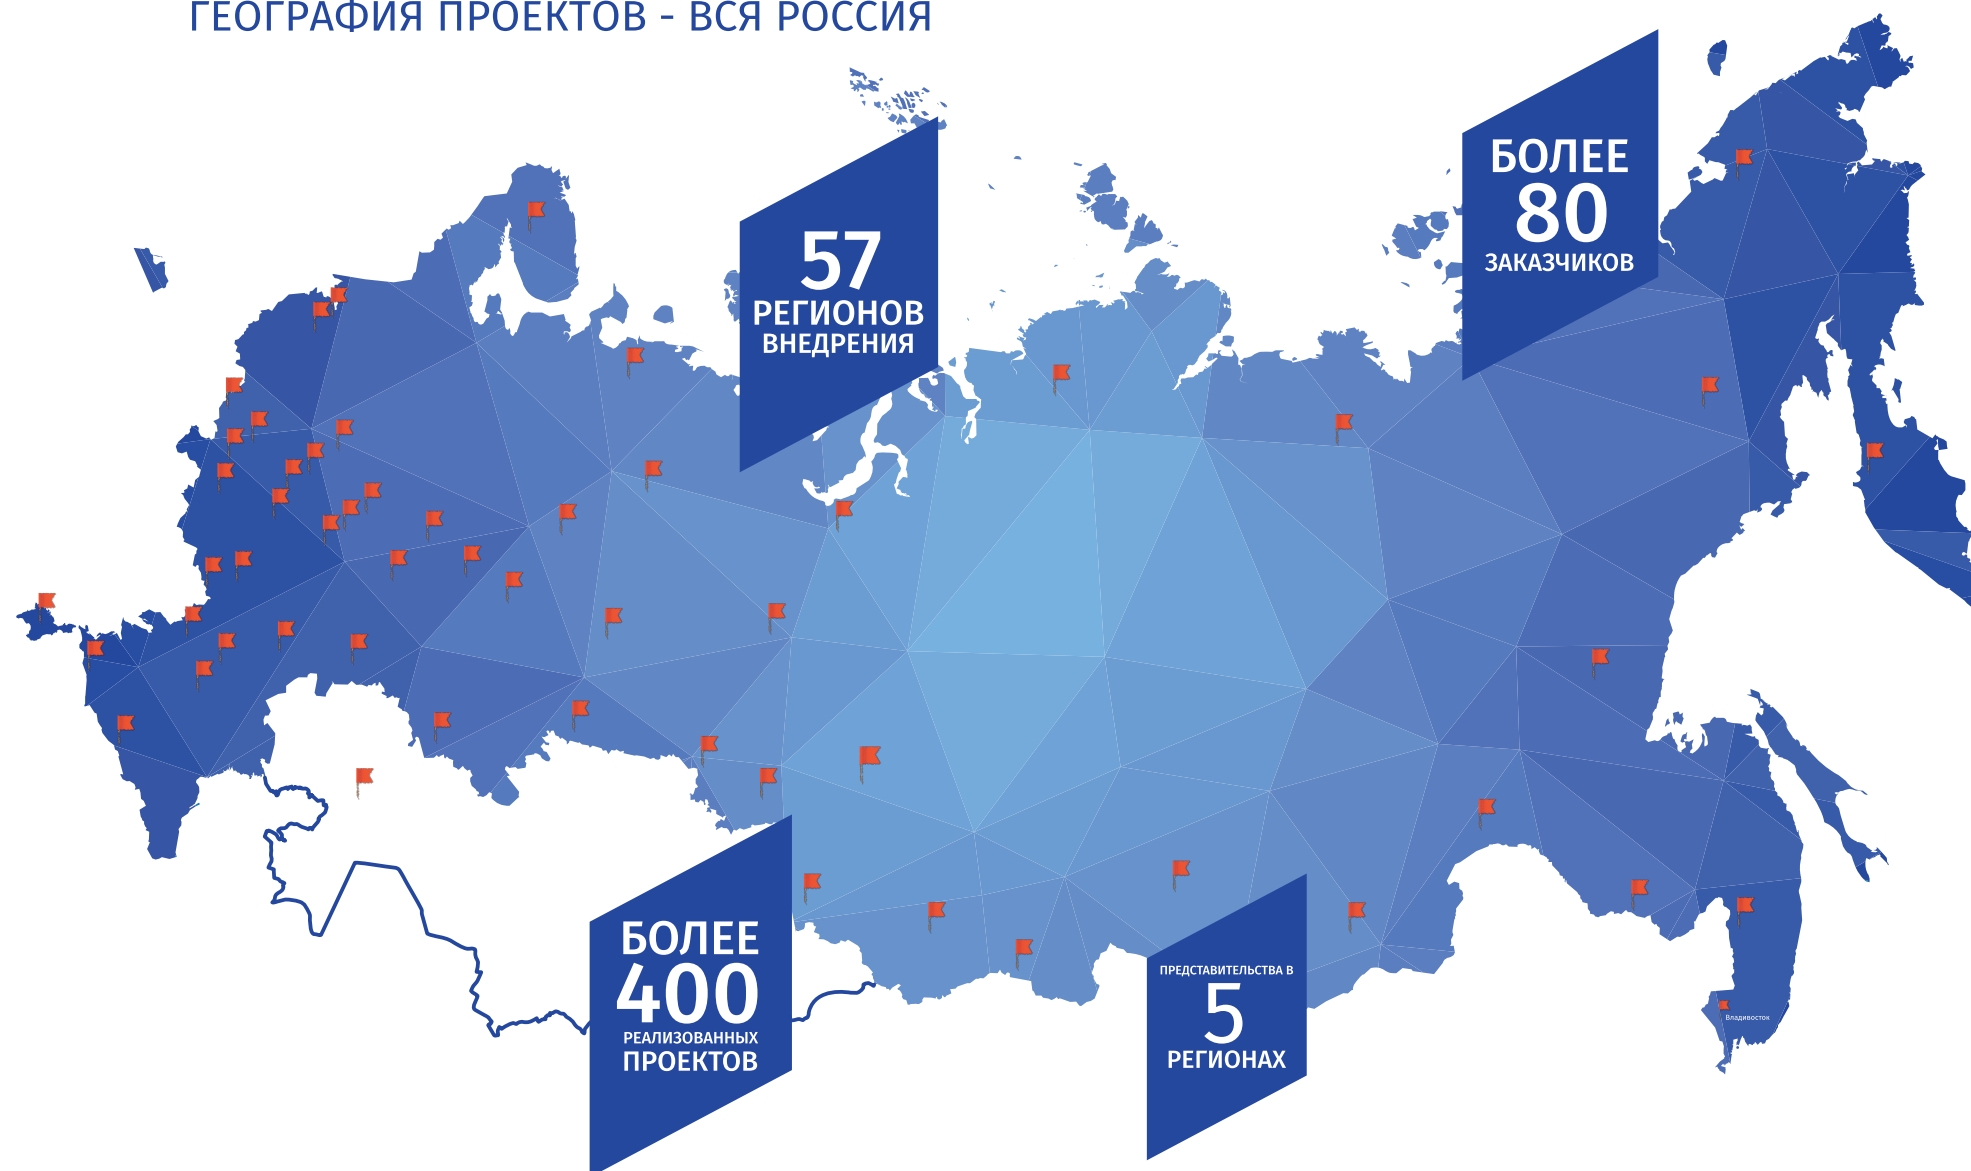 ГЕОГРАФИЯ ПРОЕКТОВ - ВСЯ РОССИЯ
БОЛЕЕ
80
ЗАКАЗЧИКОВ
57
РЕГИОНОВ
ВНЕДРЕНИЯ
БОЛЕЕ
400
РЕАЛИЗОВАННЫХ
ПРОЕКТОВ
ПРЕДСТАВИТЕЛЬСТВА В
5
РЕГИОНАХ
Владивосток